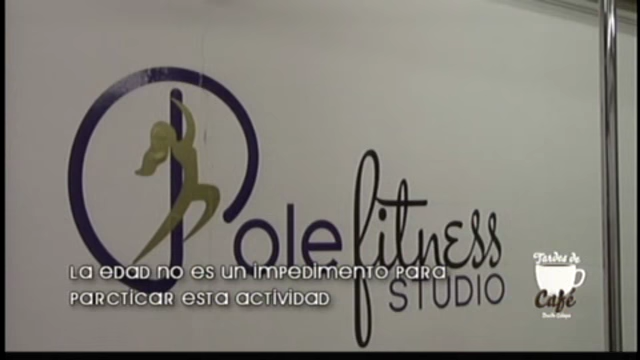 Pole fitness
STUDIO
LA EDAD NO ES UN IMPEDIMENTO PARA
PARCTICAR ESTA ACTIVIDAD
Tardes de
Café